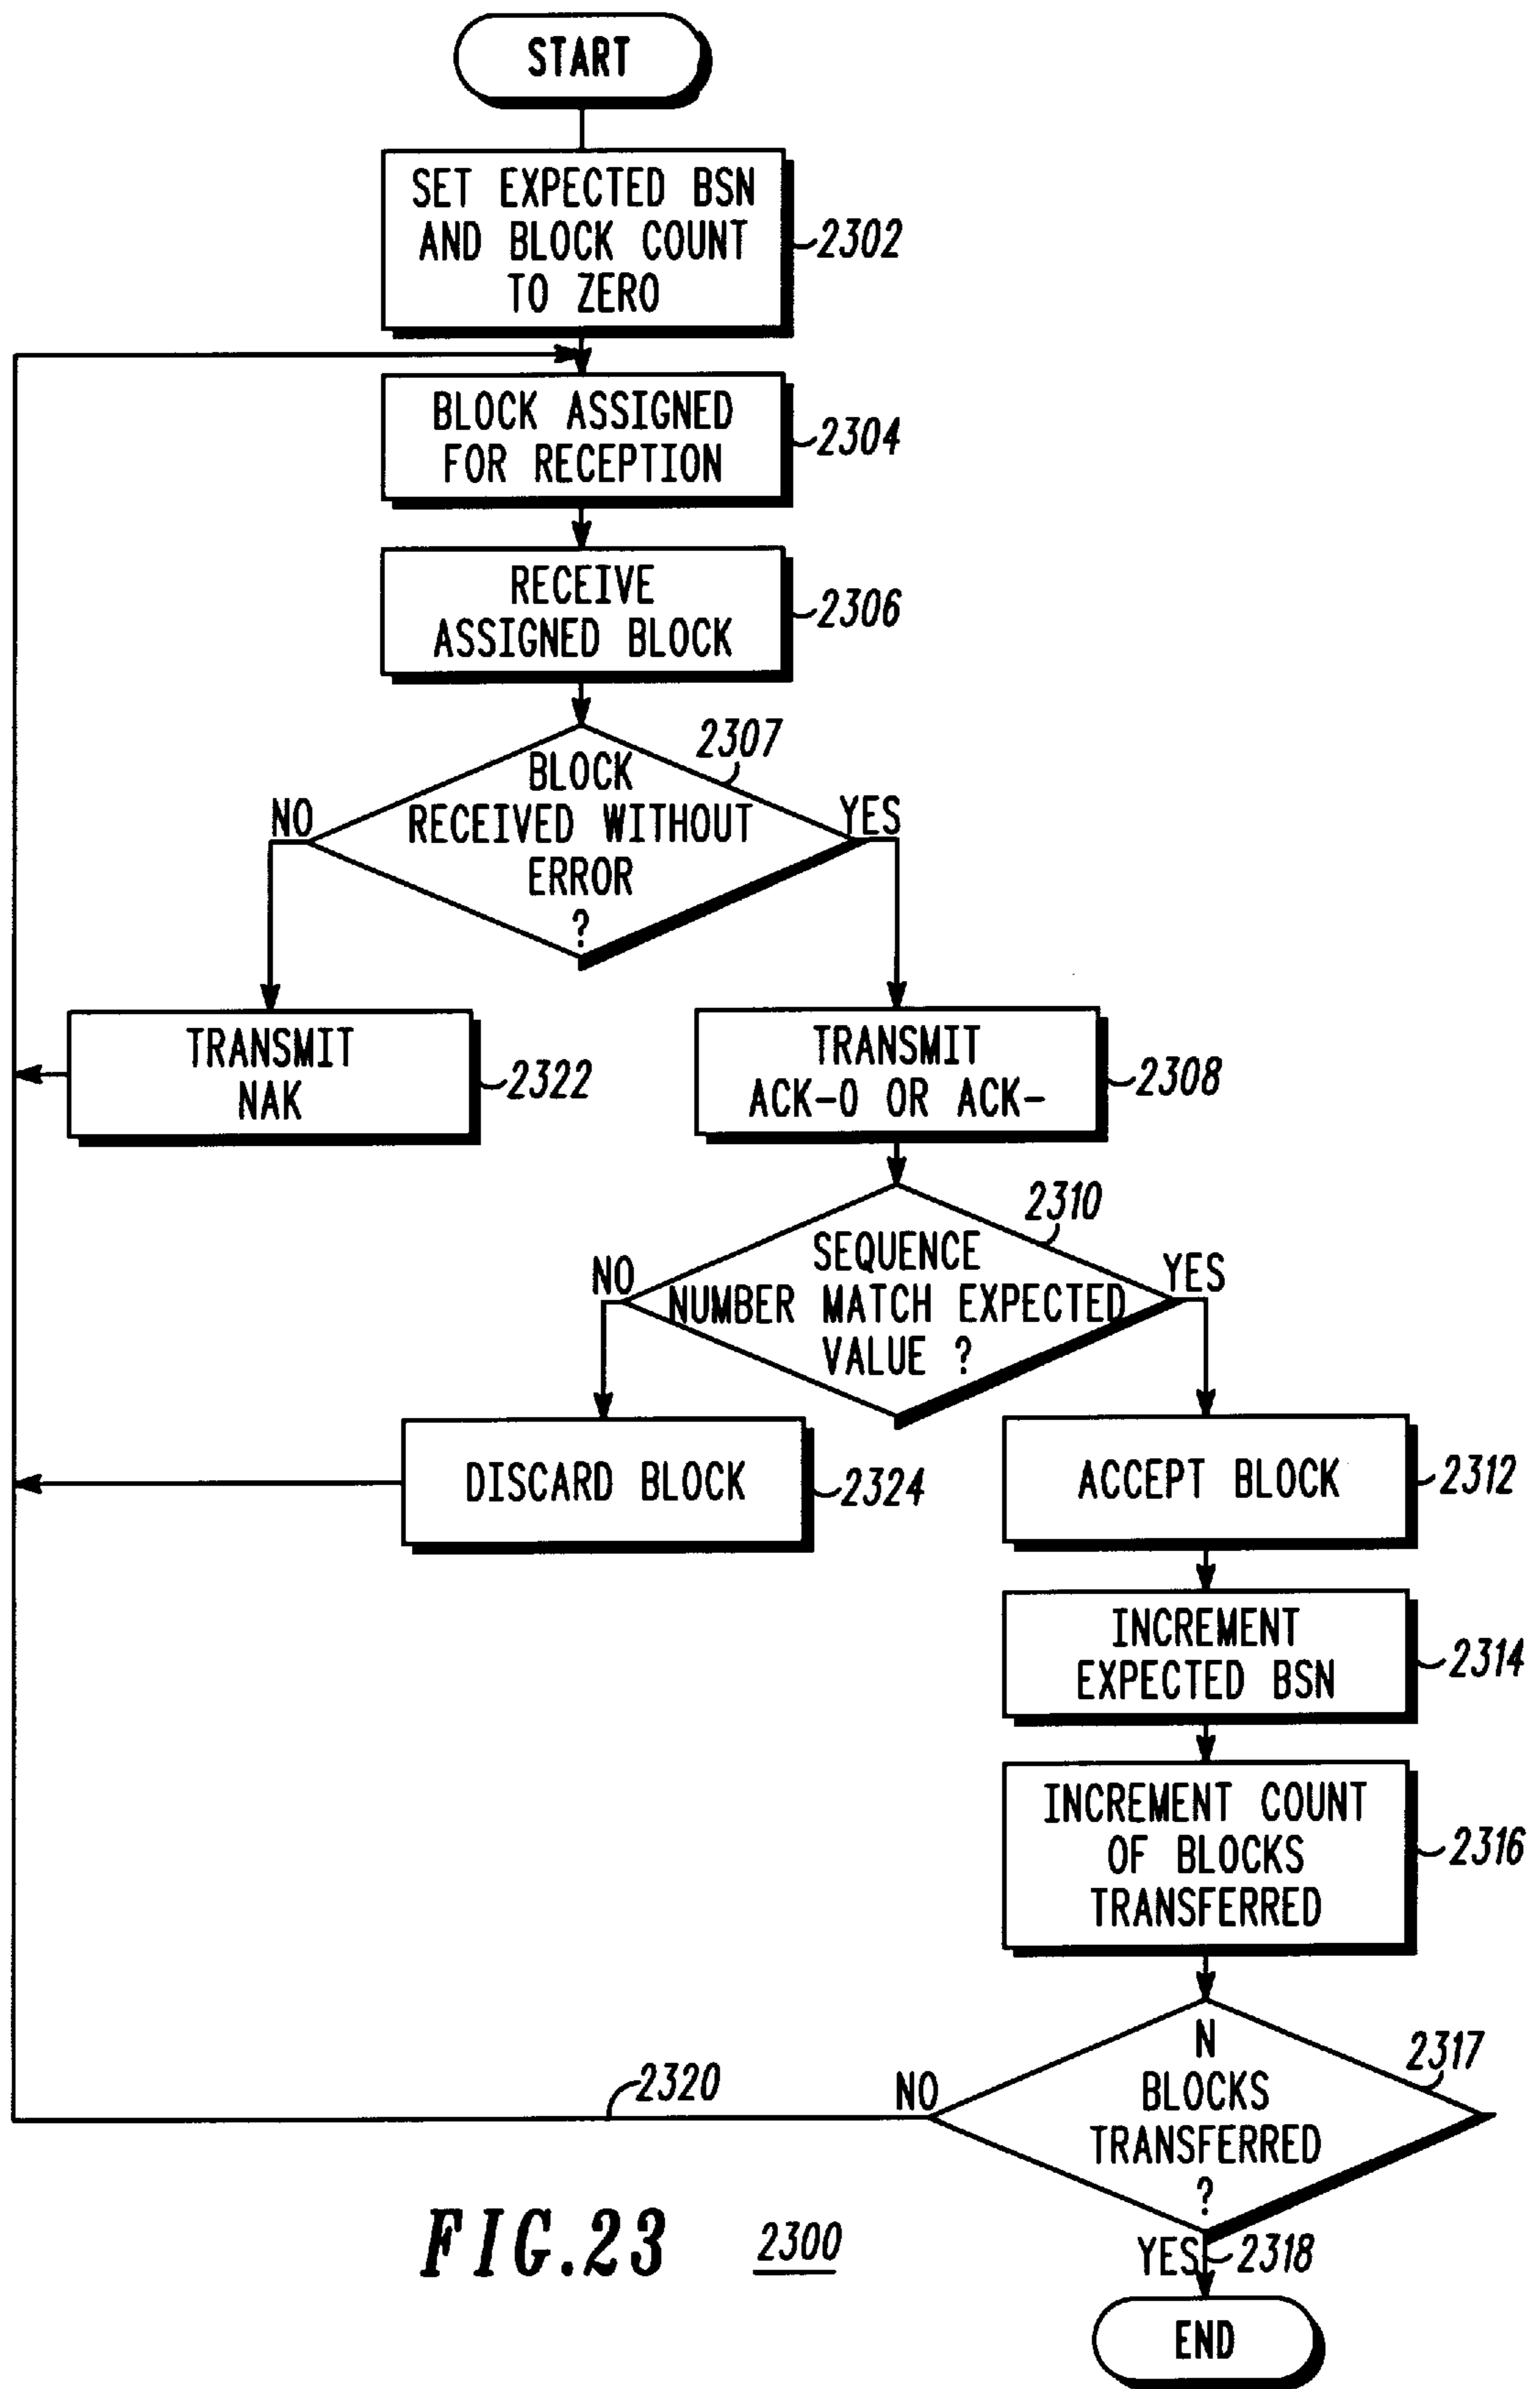 START
SET EXPECTED BSN
AND BLOCK COUNT
TO ZERO
2302
BLOCK ASSIGNED
FOR RECEPTION
2304
RECEIVE
ASSIGNED BLOCK
2306
2307
BLOCK
RECEIVED WITHOUT
ERROR
?
NO
YES
TRANSMIT
NAK
2322
TRANSMIT
ACK-0 OR ACK-
2308
2310
SEQUENCE
NUMBER MATCH EXPECTED
VALUE ?
NO
YES
DISCARD BLOCK
2324
ACCEPT BLOCK
2312
INCREMENT
EXPECTED BSN
2314
INCREMENT COUNT
OF BLOCKS
TRANSFERRED
2316
N
BLOCKS
TRANSFERRED
?
2317
NO
2320
YES
2318
END
FIG.23
2300